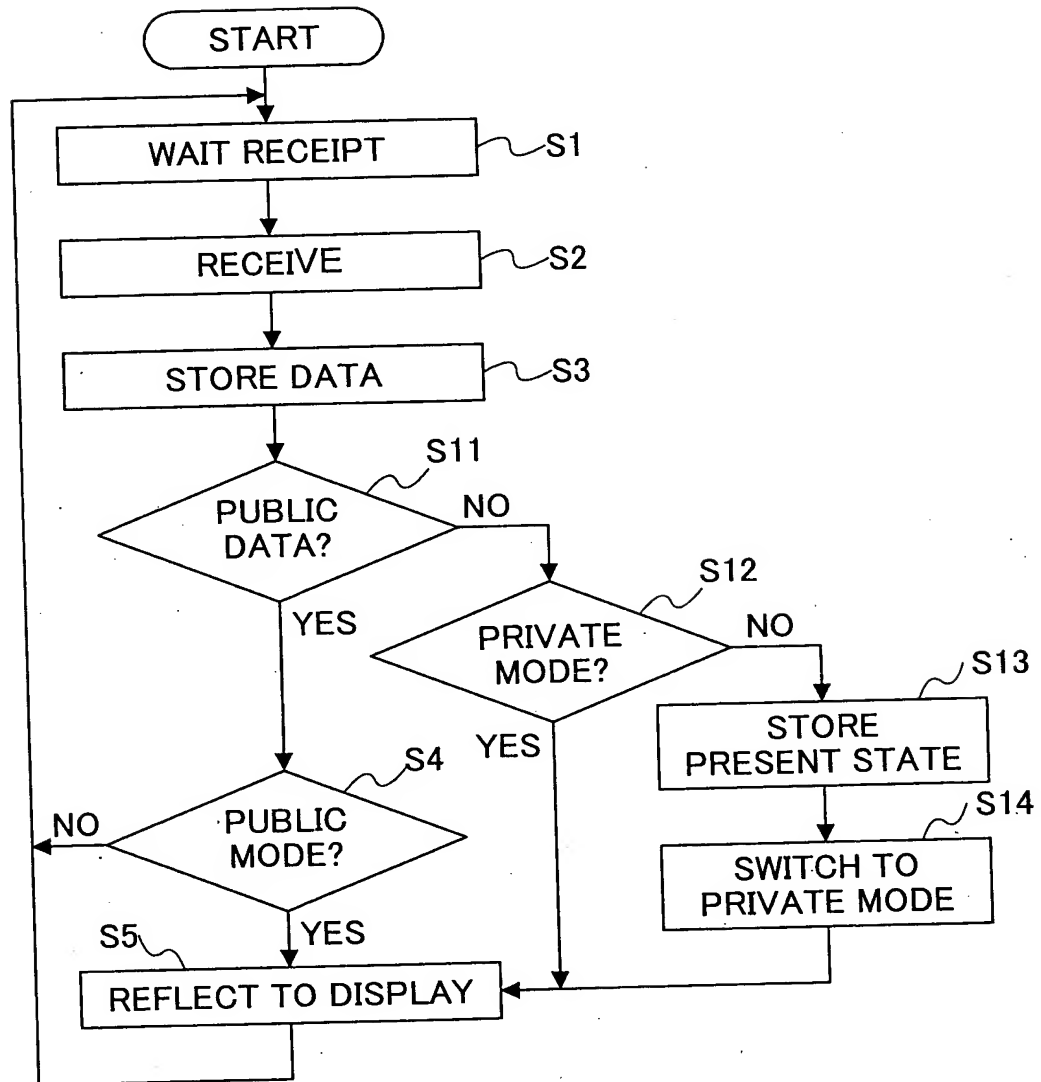 START
WAIT RECEIPT
S1
RECEIVE
S2
STORE DATA
S3
S11
PUBLIC
DATA?
NO
YES
S12
PRIVATE
MODE?
NO
YES
S13
STORE
PRESENT STATE
S14
SWITCH TO
PRIVATE MODE
S4
PUBLIC
MODE?
NO
YES
S5
REFLECT TO DISPLAY